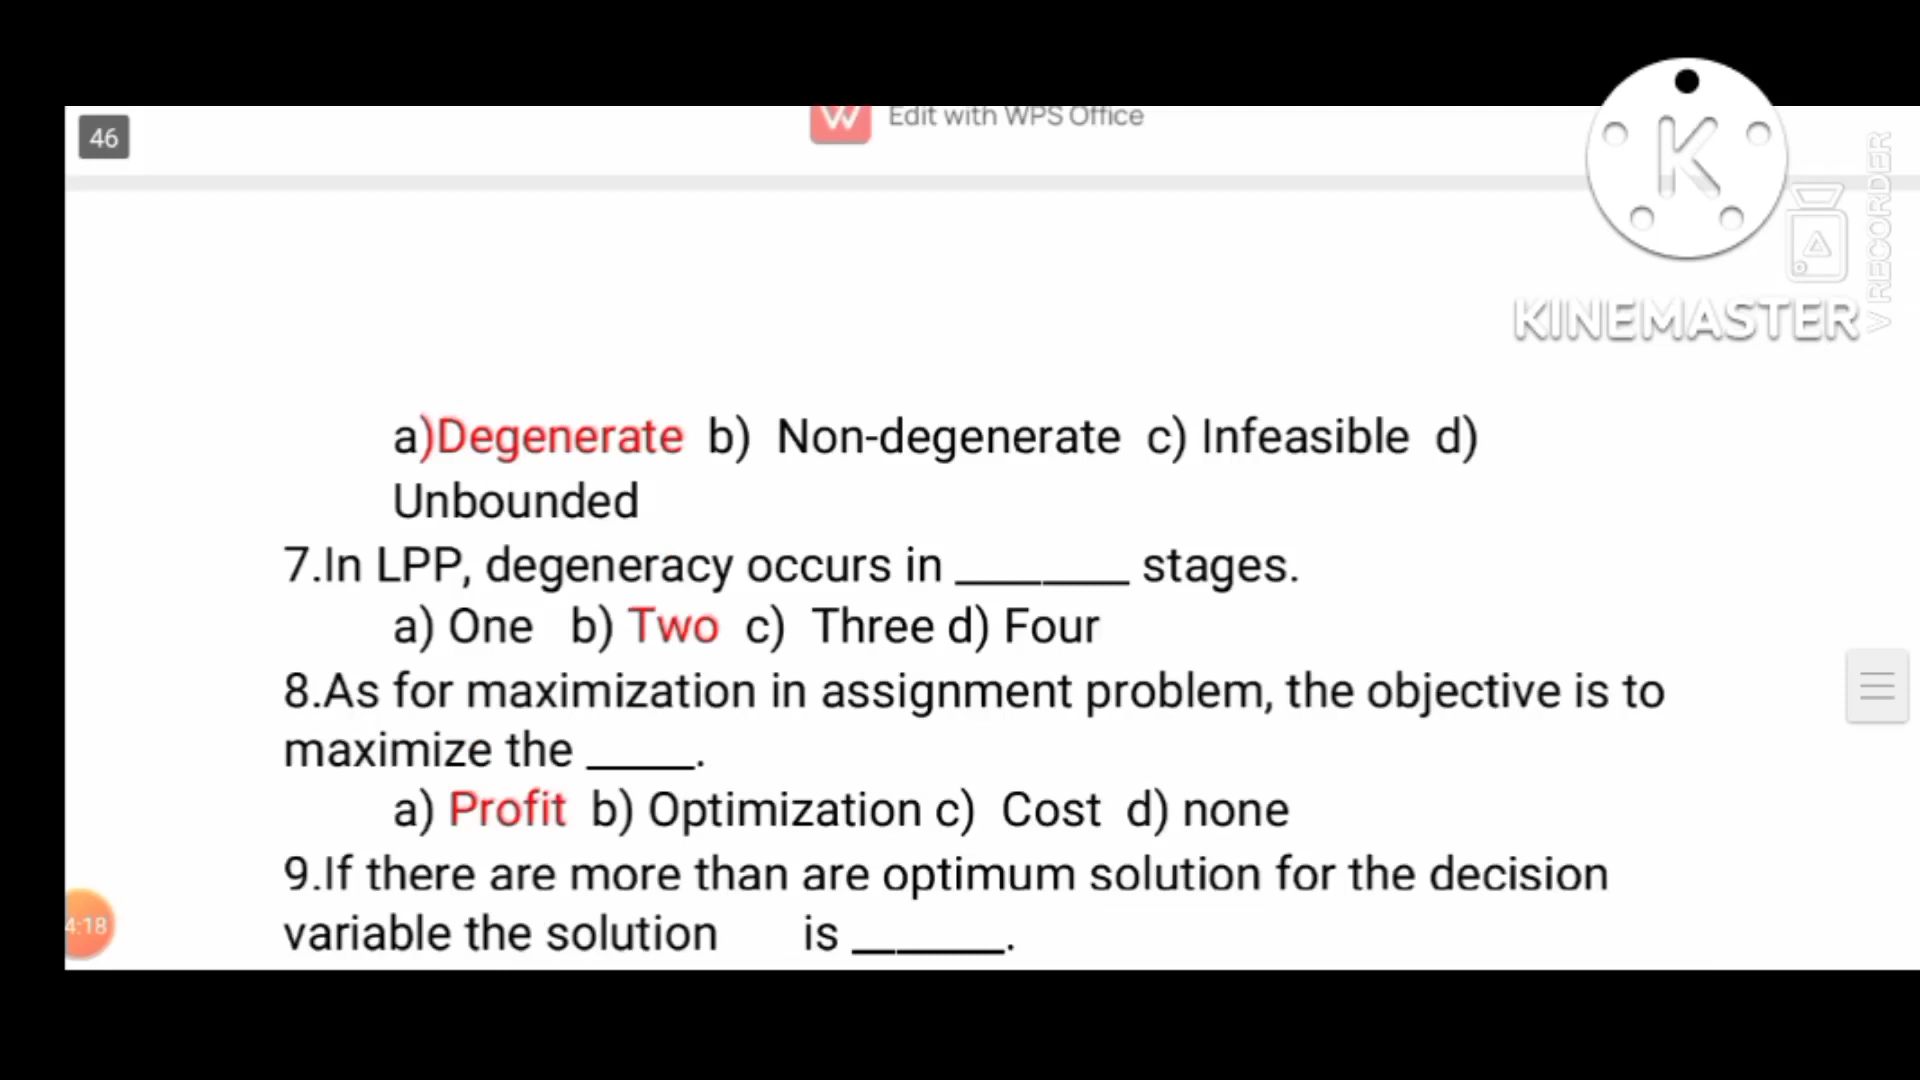 46
W Edit with WPS Office
K
KINEMASTER
V RECORDER
a)Degenerate b) Non-degenerate c) Infeasible d)
Unbounded
7.In LPP, degeneracy occurs in ________ stages.
a) One b) Two c) Three d) Four
8.As for maximization in assignment problem, the objective is to
maximize the _____.
a) Profit b) Optimization c) Cost d) none
9.If there are more than are optimum solution for the decision
variable the solution is _______.
4:18